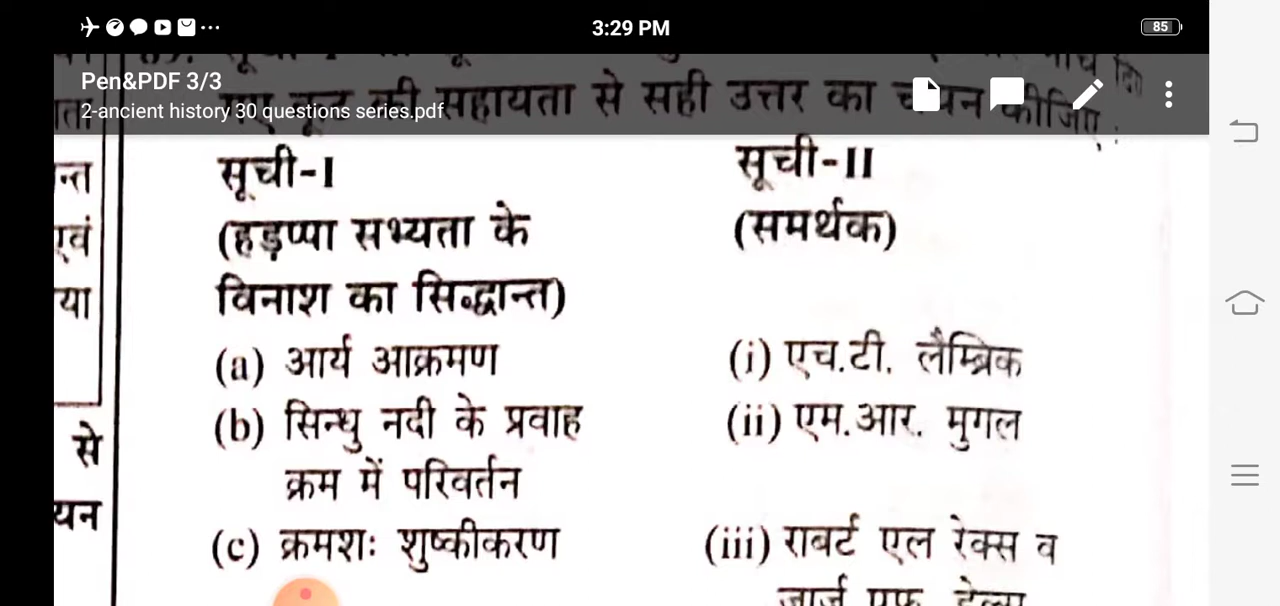 3:29 PM
85
Pen&PDF 3/3
2-ancient history 30 questions series.pdf
की सहायता से सही उत्तर का चयन कीजिए :
सूची-I
सूची-II
(हड़प्पा सभ्यता के
(समर्थक)
विनाश का सिद्धान्त)
(a) आर्य आक्रमण
(i) एच.टी. लैम्ब्रिक
(b) सिन्धु नदी के प्रवाह
(ii) एम.आर. मुगल
क्रम में परिवर्तन
(c) क्रमशः शुष्कीकरण
(iii) राबर्ट एल रेक्स व
न्त
एवं
या
से
यन